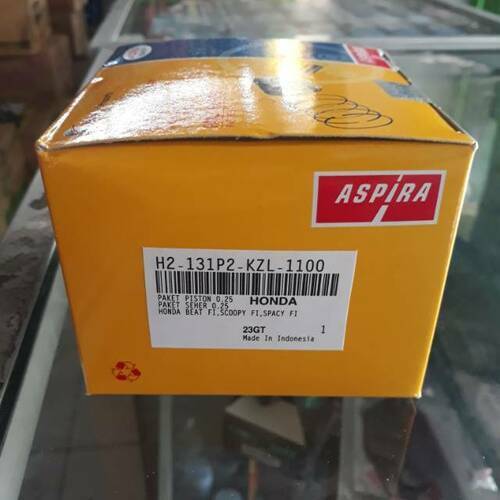 ASPIRA
ASPIRA
H2-131P2-KZL-1100
PAKET PISTON 0.25 HONDA
PAKET SEHER 0.25
HONDA BEAT FI,SCOOPY FI,SPACY FI
23GT 1
Made In Indonesia